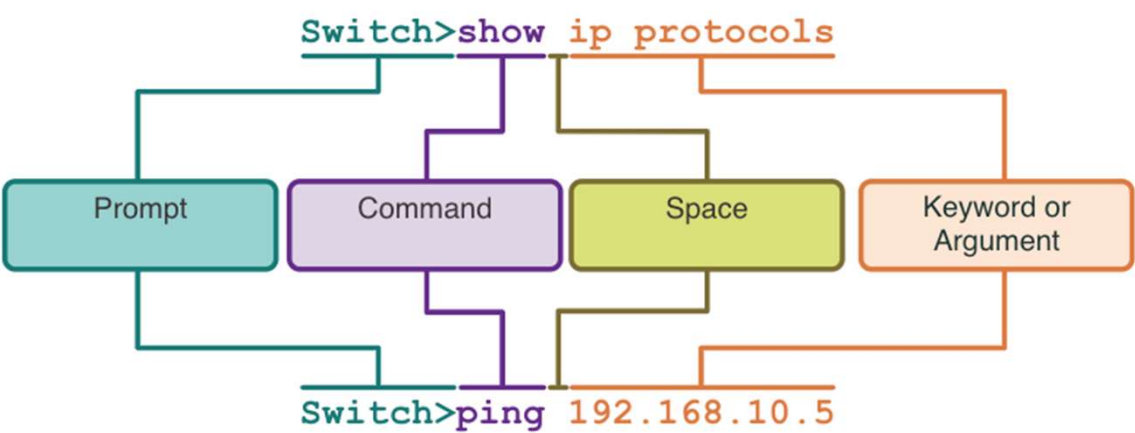 Switch>show ip protocols
Prompt
Command
Space
Keyword or
Argument
Switch>ping 192.168.10.5